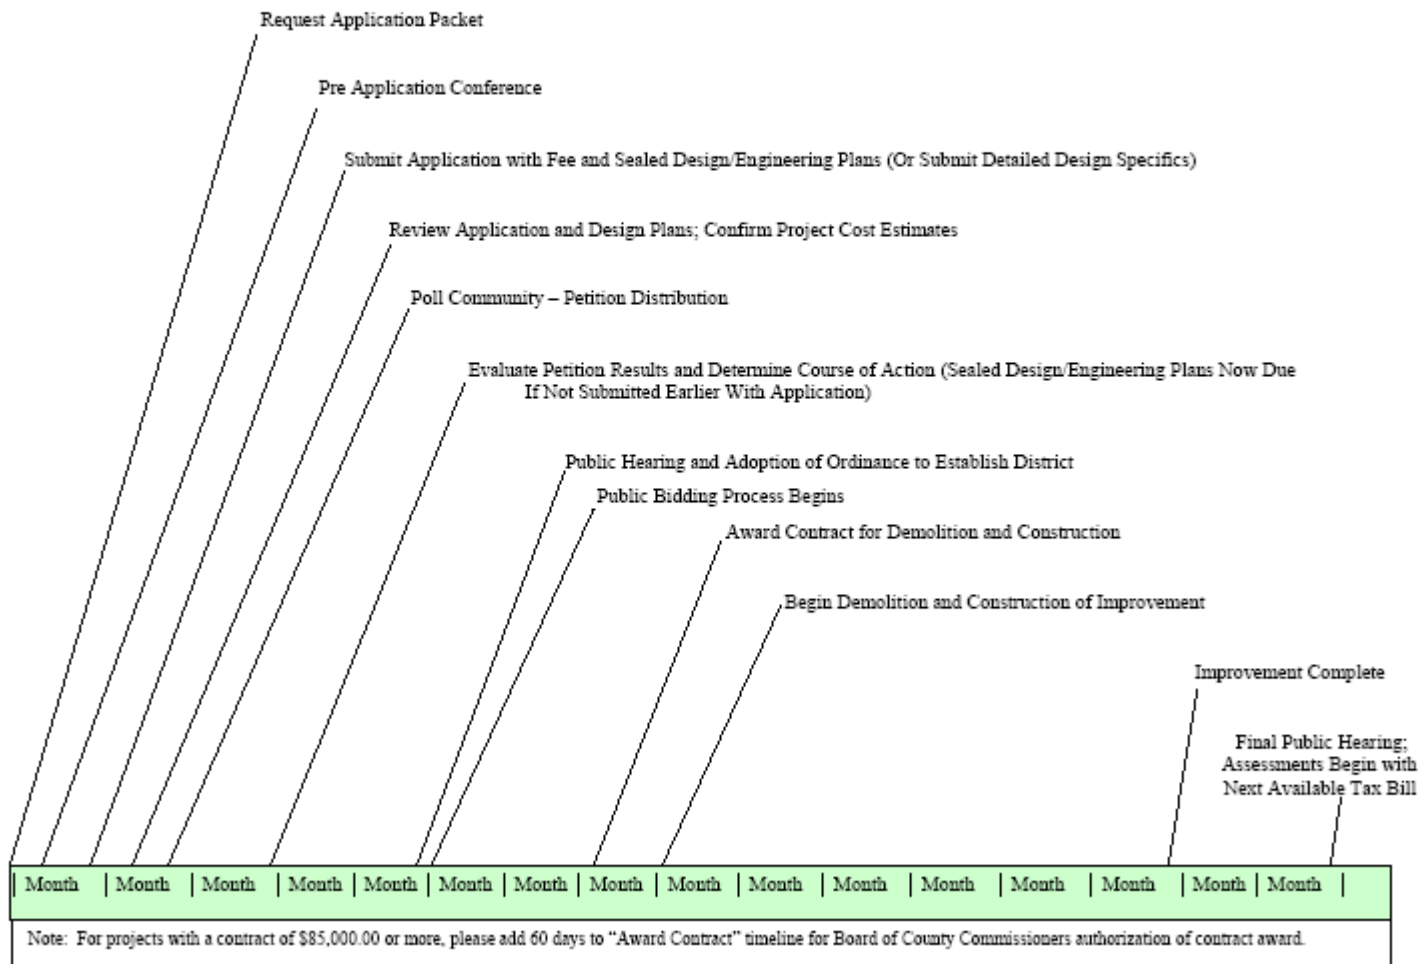 Request Application Packet
Pre Application Conference
Submit Application with Fee and Sealed Design/Engineering Plans (Or Submit Detailed Design Specifics)
Review Application and Design Plans; Confirm Project Cost Estimates
Poll Community – Petition Distribution
Evaluate Petition Results and Determine Course of Action (Sealed Design/Engineering Plans Now Due
If Not Submitted Earlier With Application)
Public Hearing and Adoption of Ordinance to Establish District
Public Bidding Process Begins
Award Contract for Demolition and Construction
Begin Demolition and Construction of Improvement
Improvement Complete
Final Public Hearing;
Assessments Begin with
Next Available Tax Bill
| Month | Month | Month | Month | Month | Month | Month | Month | Month | Month | Month | Month | Month | Month | Month | Month |
Note: For projects with a contract of $85,000.00 or more, please add 60 days to “Award Contract” timeline for Board of County Commissioners authorization of contract award.